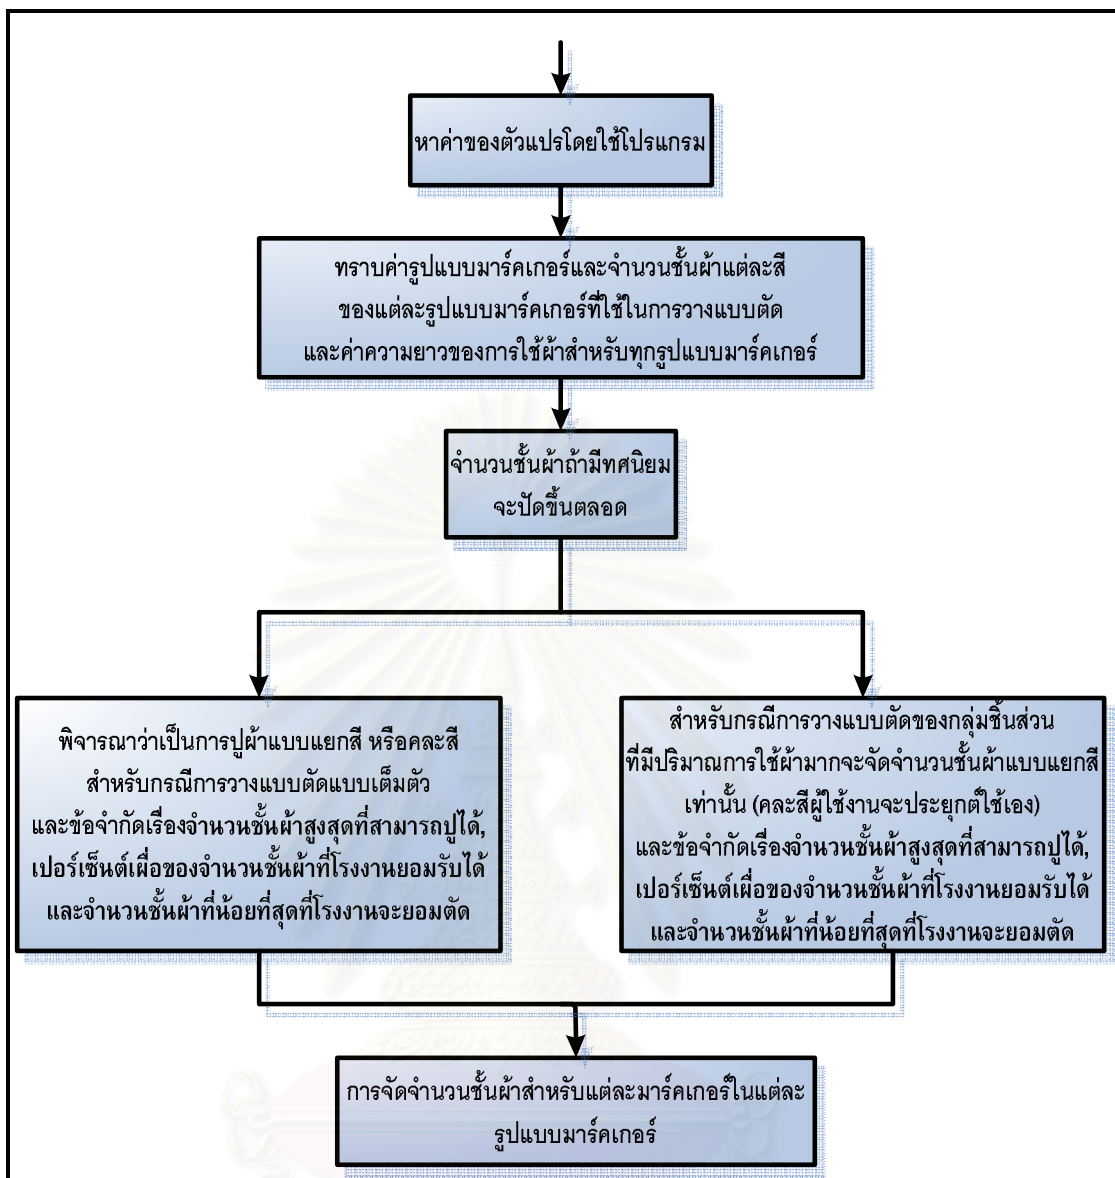 หาค่าของตัวแปรโดยใช้โปรแกรม
ทราบค่ารูปแบบมาร์คเกอร์และจำนวนชั้นผ้าแต่ละสี
ของแต่ละรูปแบบมาร์คเกอร์ที่ใช้ในการวางแบบตัด
และค่าความยาวของการใช้ผ้าสำหรับทุกรูปแบบมาร์คเกอร์
จำนวนชั้นผ้าถ้ามีทศนิยม
จะปัดขึ้นตลอด
พิจารณาว่าเป็นการปูผ้าแบบแยกสี หรือคละสี
สำหรับกรณีการวางแบบตัดแบบเต็มตัว
และข้อจำกัดเรื่องจำนวนชั้นผ้าสูงสุดที่สามารถปูได้,
เปอร์เซ็นต์เผื่อของจำนวนชั้นผ้าที่โรงงานยอมรับได้
และจำนวนชั้นผ้าที่น้อยที่สุดที่โรงงานจะยอมตัด
สำหรับกรณีการวางแบบตัดของกลุ่มชิ้นส่วน
ที่มีปริมาณการใช้ผ้ามากจะจัดจำนวนชั้นผ้าแบบแยกสี
เท่านั้น (คละสีผู้ใช้งานจะประยุกต์ใช้เอง)
และข้อจำกัดเรื่องจำนวนชั้นผ้าสูงสุดที่สามารถปูได้,
เปอร์เซ็นต์เผื่อของจำนวนชั้นผ้าที่โรงงานยอมรับได้
และจำนวนชั้นผ้าที่น้อยที่สุดที่โรงงานจะยอมตัด
การจัดจำนวนชั้นผ้าสำหรับแต่ละมาร์คเกอร์ในแต่ละ
รูปแบบมาร์คเกอร์